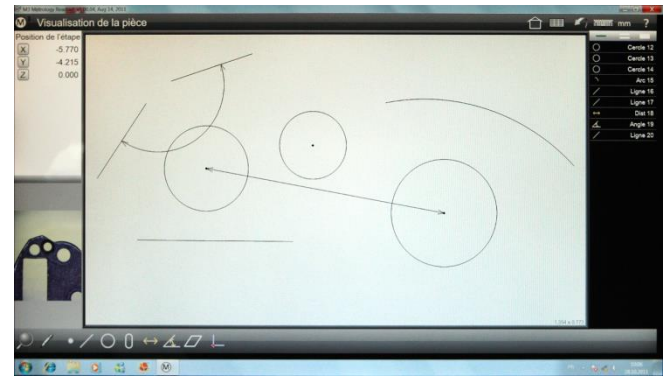 Visualisation de la pièce
mm
?
Position de l'étape
X -5.770
Y -4.215
Z 0.000
Cercle 12
Cercle 13
Cercle 14
Arc 15
Ligne 16
Ligne 17
Dist 18
Angle 19
Ligne 20
M